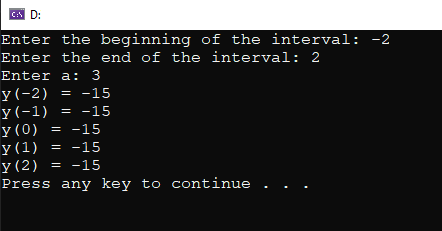 D:
Enter the beginning of the interval: -2
Enter the end of the interval: 2
Enter a: 3
y(-2) = -15
y(-1) = -15
y(0) = -15
y(1) = -15
y(2) = -15
Press any key to continue . . .